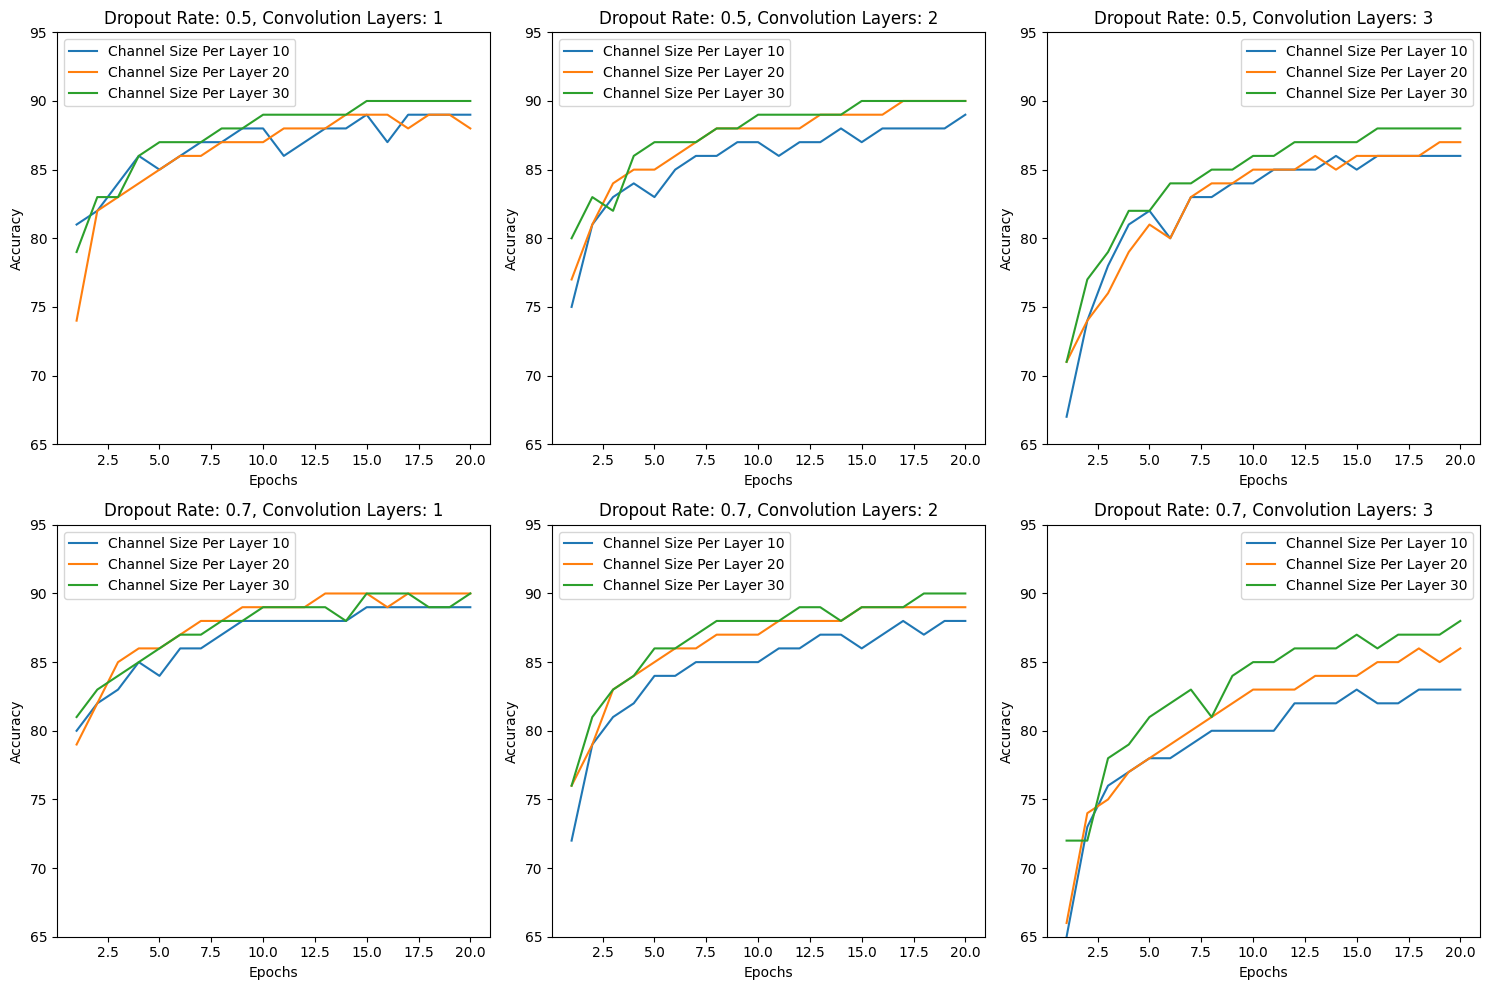 Dropout Rate: 0.5, Convolution Layers: 1
95
90
85
80
75
70
65
Accuracy
Channel Size Per Layer 10
Channel Size Per Layer 20
Channel Size Per Layer 30
2.5 5.0 7.5 10.0 12.5 15.0 17.5 20.0
Epochs
Dropout Rate: 0.5, Convolution Layers: 2
95
90
85
80
75
70
65
Accuracy
Channel Size Per Layer 10
Channel Size Per Layer 20
Channel Size Per Layer 30
2.5 5.0 7.5 10.0 12.5 15.0 17.5 20.0
Epochs
Dropout Rate: 0.5, Convolution Layers: 3
95
90
85
80
75
70
65
Accuracy
Channel Size Per Layer 10
Channel Size Per Layer 20
Channel Size Per Layer 30
2.5 5.0 7.5 10.0 12.5 15.0 17.5 20.0
Epochs
Dropout Rate: 0.7, Convolution Layers: 1
95
90
85
80
75
70
65
Accuracy
Channel Size Per Layer 10
Channel Size Per Layer 20
Channel Size Per Layer 30
2.5 5.0 7.5 10.0 12.5 15.0 17.5 20.0
Epochs
Dropout Rate: 0.7, Convolution Layers: 2
95
90
85
80
75
70
65
Accuracy
Channel Size Per Layer 10
Channel Size Per Layer 20
Channel Size Per Layer 30
2.5 5.0 7.5 10.0 12.5 15.0 17.5 20.0
Epochs
Dropout Rate: 0.7, Convolution Layers: 3
95
90
85
80
75
70
65
Accuracy
Channel Size Per Layer 10
Channel Size Per Layer 20
Channel Size Per Layer 30
2.5 5.0 7.5 10.0 12.5 15.0 17.5 20.0
Epochs